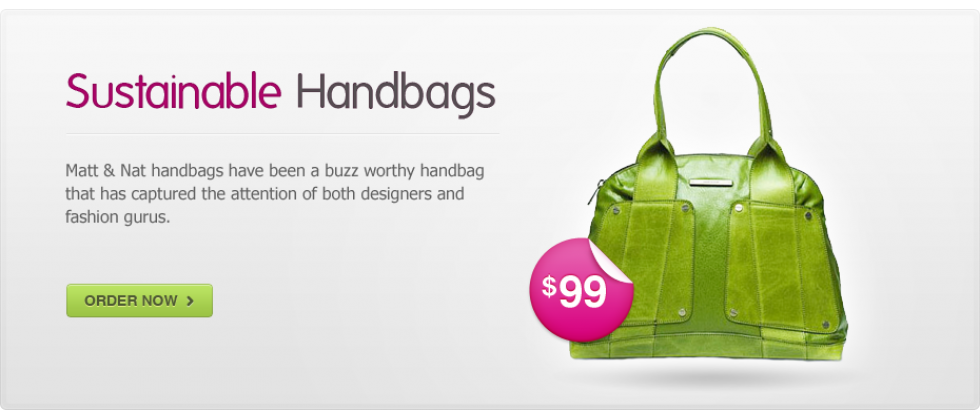 Sustainable Handbags
Matt & Nat handbags have been a buzz worthy handbag
that has captured the attention of both designers and
fashion gurus.
ORDER NOW
$99